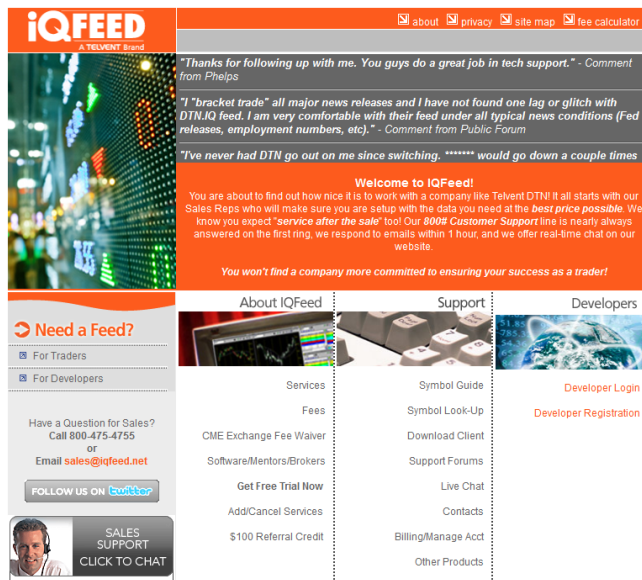 iQFEED
A TELVENT Brand
about privacy site map fee calculator
"Thanks for following up with me. You guys do a great job in tech support." - Comment
from Phelps
"I "bracket trade" all major news releases and I have not found one lag or glitch with
DTN.IQ feed. I am very comfortable with their feed under all typical news conditions (Fed
releases, employment numbers, etc)." - Comment from Public Forum
"I've never had DTN go out on me since switching. ******* would go down a couple times
Welcome to IQFeed!
You are about to find out how nice it is to work with a company like Telvent DTN! It all starts with our
Sales Reps who will make sure you are setup with the data you need at the best price possible. We
know you expect "service after the sale" too! Our 800# Customer Support line is nearly always
answered on the first ring, we respond to emails within 1 hour, and we offer real-time chat on our
website.
You won't find a company more committed to ensuring your success as a trader!
Need a Feed?
For Traders
For Developers
Have a Question for Sales?
Call 800-475-4755
or
Email sales@iqfeed.net
FOLLOW US ON twitter
SALES
SUPPORT
CLICK TO CHAT
About IQFeed
Services
Fees
CME Exchange Fee Waiver
Software/Mentors/Brokers
Get Free Trial Now
Add/Cancel Services
$100 Referral Credit
Support
Symbol Guide
Symbol Look-Up
Download Client
Support Forums
Live Chat
Contacts
Billing/Manage Acct
Other Products
Developers
Developer Login
Developer Registration